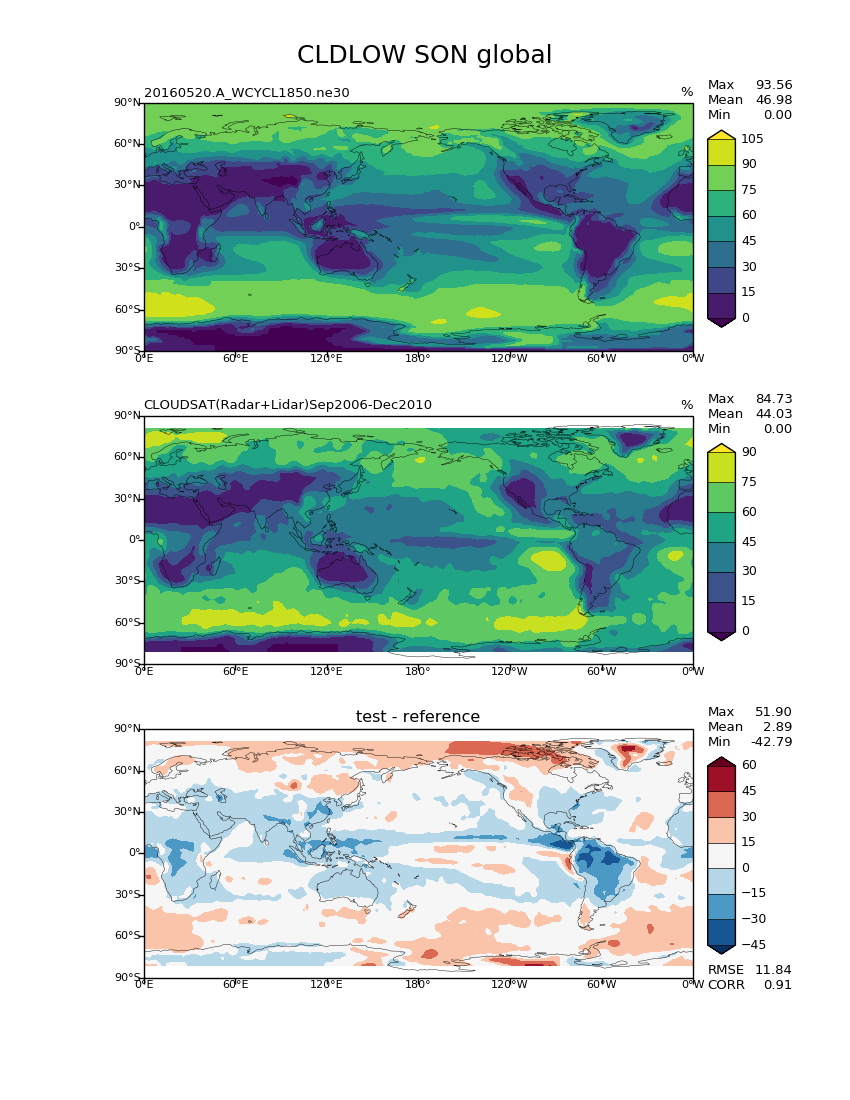 CLDLOW SON global
20160520.A_WCYCL1850.ne30 %
Max 93.56
Mean 46.98
Min 0.00
90°N
60°N
30°N
0°
30°S
60°S
90°S
0°E 60°E 120°E 180° 120°W 60°W 0°W
105
90
75
60
45
30
15
0
CLOUDSAT(Radar+Lidar)Sep2006-Dec2010 %
Max 84.73
Mean 44.03
Min 0.00
90°N
60°N
30°N
0°
30°S
60°S
90°S
0°E 60°E 120°E 180° 120°W 60°W 0°W
90
75
60
45
30
15
0
test - reference
Max 51.90
Mean 2.89
Min -42.79
90°N
60°N
30°N
0°
30°S
60°S
90°S
0°E 60°E 120°E 180° 120°W 60°W 0°W
60
45
30
15
0
−15
−30
−45
RMSE 11.84
CORR 0.91